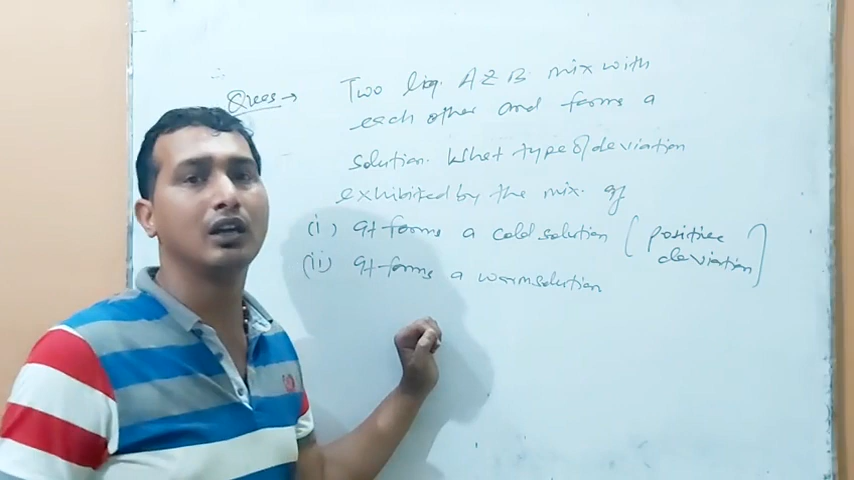 Ques → Two liq. A & B mix with
each other and forms a
solution. What type of deviation
exhibited by the mix. if
(i) It forms a cold solution [positive
deviation]
(ii) It forms a warm solution